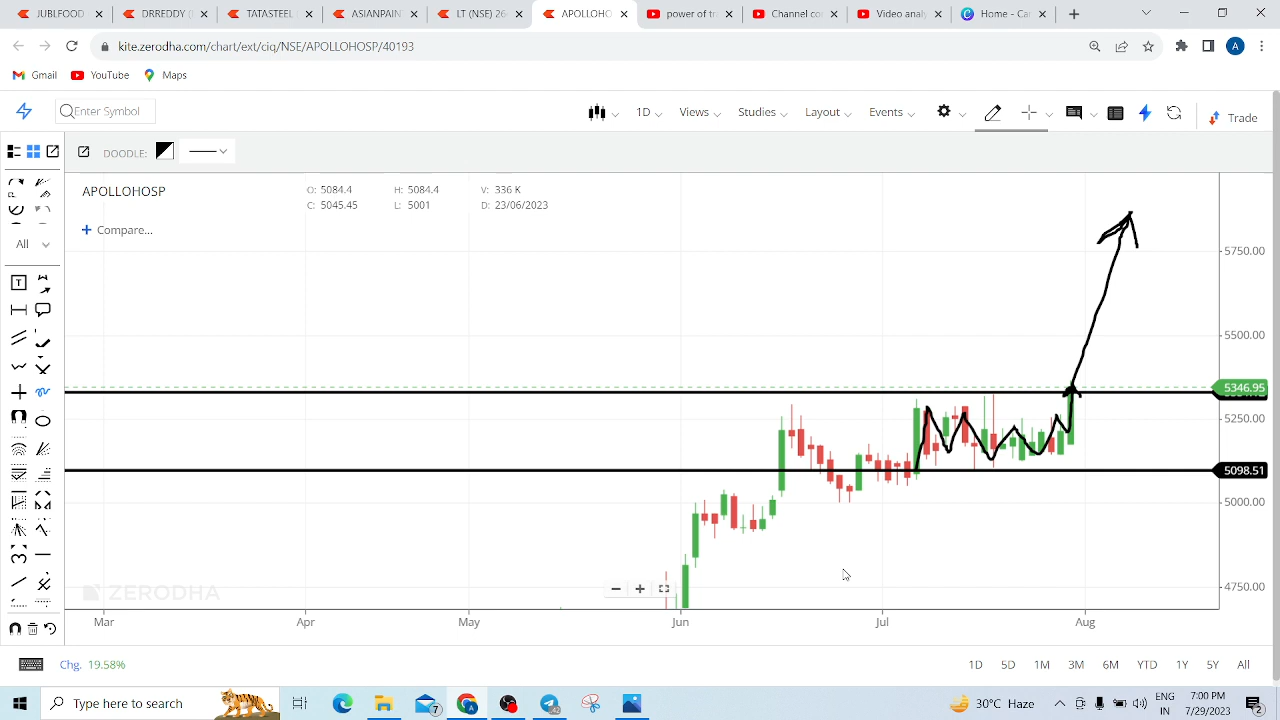 JUBLFOOD
DRREDDY (
TATASTEEL
ASIANPAIN
LT (NSE) 26
APOLLOHO
power of tr
Channel co
Video analy
Home - Can
kite.zerodha.com/chart/ext/ciq/NSE/APOLLOHOSP/40193
A
Gmail
YouTube
Maps
Enter Symbol
1D
Views
Studies
Layout
Events
Trade
DOODLE:
APOLLOHOSP
O: 5084.4 H: 5084.4 V: 336 K
C: 5045.45 L: 5001 D: 23/06/2023
+ Compare...
All
T
5750.00
5500.00
5346.95
5250.00
5098.51
5000.00
4750.00
ZERODHA
Mar Apr May Jun Jul Aug
Chg. 19.58%
1D 5D 1M 3M 6M YTD 1Y 5Y All
Type here to search
7
A
42
30°C Haze
ENG
IN
7:00 PM
7/29/2023
2